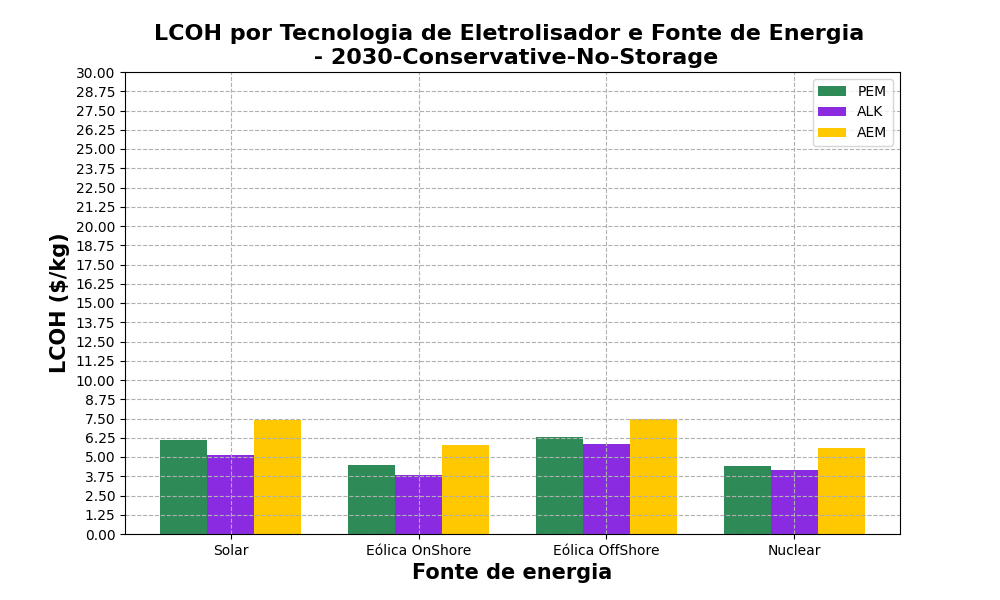 LCOH por Tecnologia de Eletrolisador e Fonte de Energia
- 2030-Conservative-No-Storage
30.00
28.75
27.50
26.25
25.00
23.75
22.50
21.25
20.00
18.75
17.50
16.25
15.00
13.75
12.50
11.25
10.00
8.75
7.50
6.25
5.00
3.75
2.50
1.25
0.00
LCOH ($/kg)
PEM
ALK
AEM
Solar
Eólica OnShore
Eólica OffShore
Nuclear
Fonte de energia